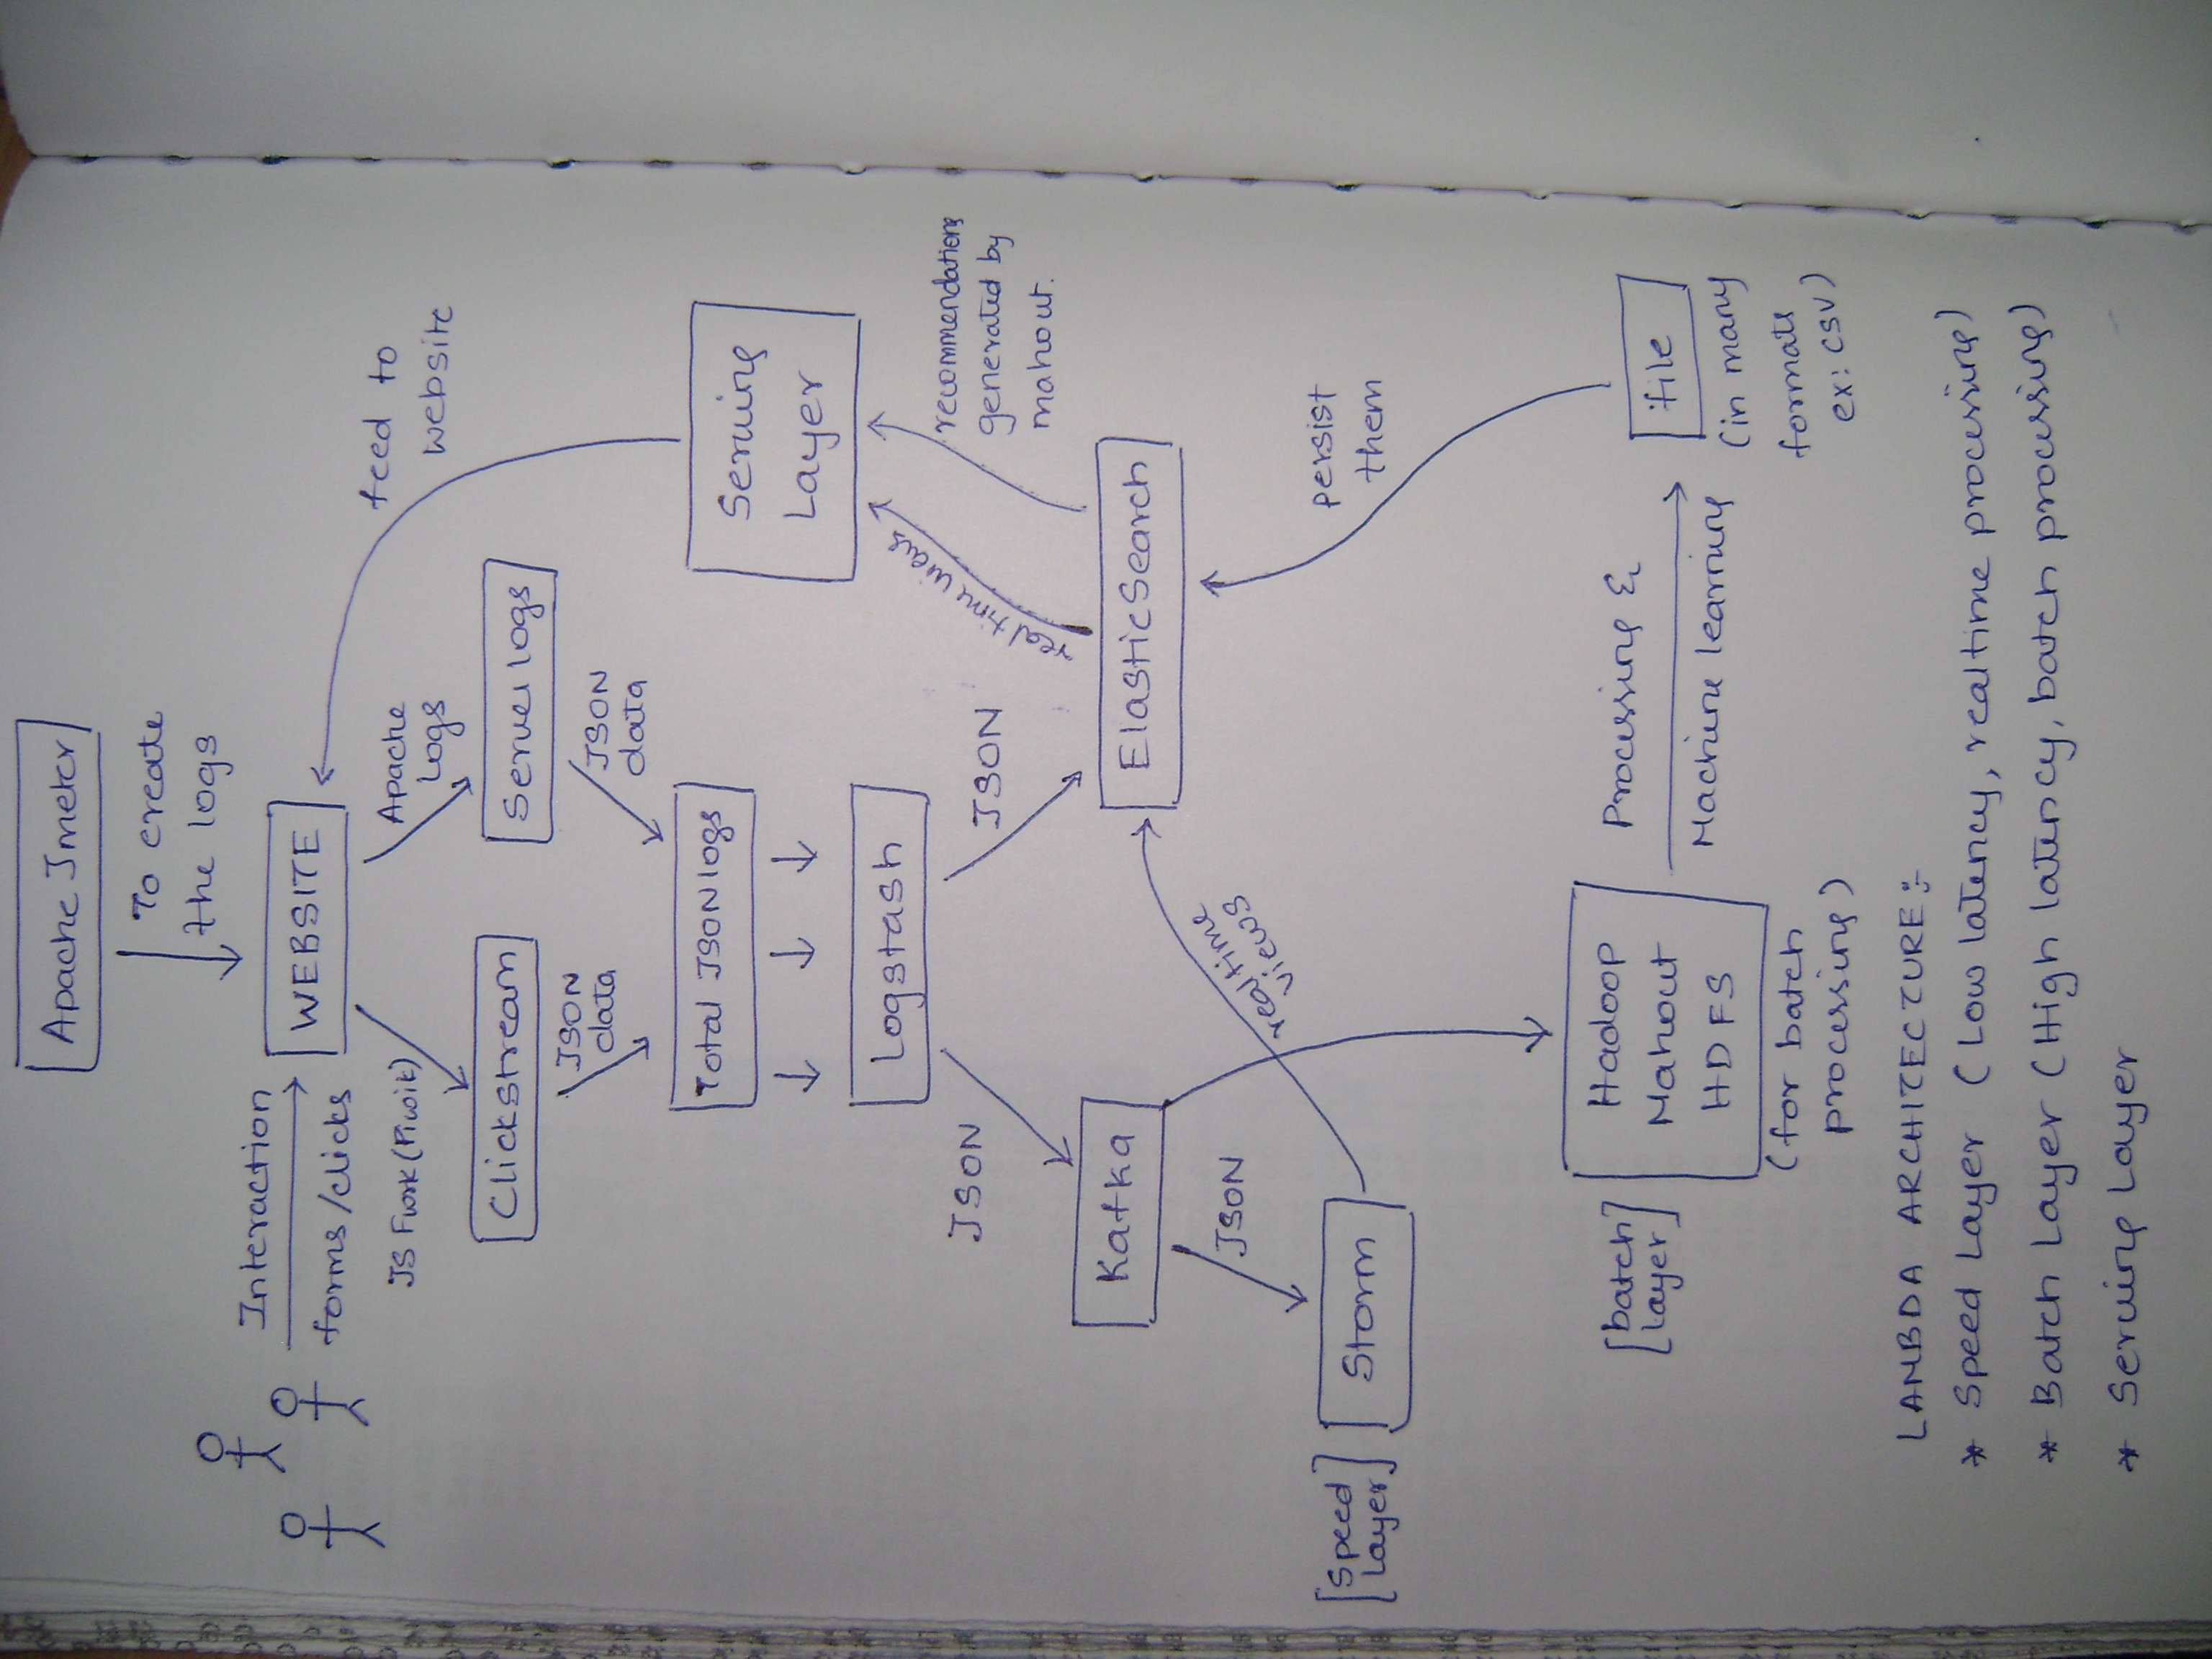 Apache Jmeter
To create
the logs
Interaction
forms/clicks
WEBSITE
feed to
website
JS Fwrk (Piwik)
Apache
Logs
Clickstream
Server logs
JSON
data
JSON
data
Total JSON logs
Serving
Layer
Logstash
JSON
JSON
real time views
recommendations
generated by
mahout.
Kafka
ElasticSearch
JSON
real time
views
[Speed
Layer]
Storm
persist
them
[batch
layer]
Hadoop
Mahout
HDFS
Processing &
Machine learning
file
(in many
formats
ex: CSV)
(for batch
processing)
LAMBDA ARCHITECTURE :-
* Speed Layer (Low latency, realtime processing)
* Batch Layer (High latency, batch processing)
* Serving Layer